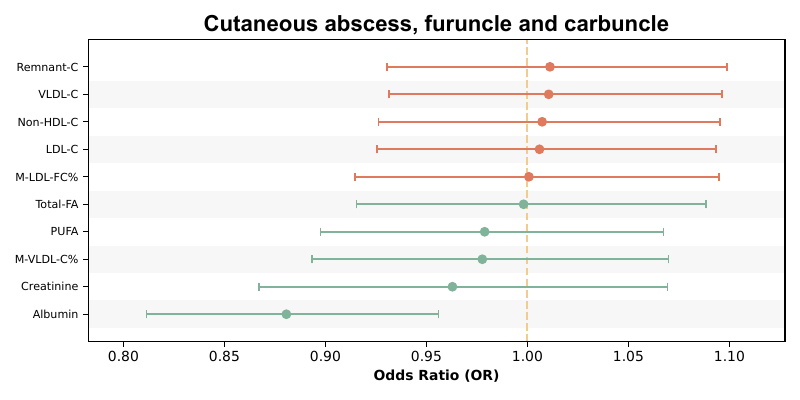 Cutaneous abscess, furuncle and carbuncle
Remnant-C
VLDL-C
Non-HDL-C
LDL-C
M-LDL-FC%
Total-FA
PUFA
M-VLDL-C%
Creatinine
Albumin
0.80 0.85 0.90 0.95 1.00 1.05 1.10
Odds Ratio (OR)